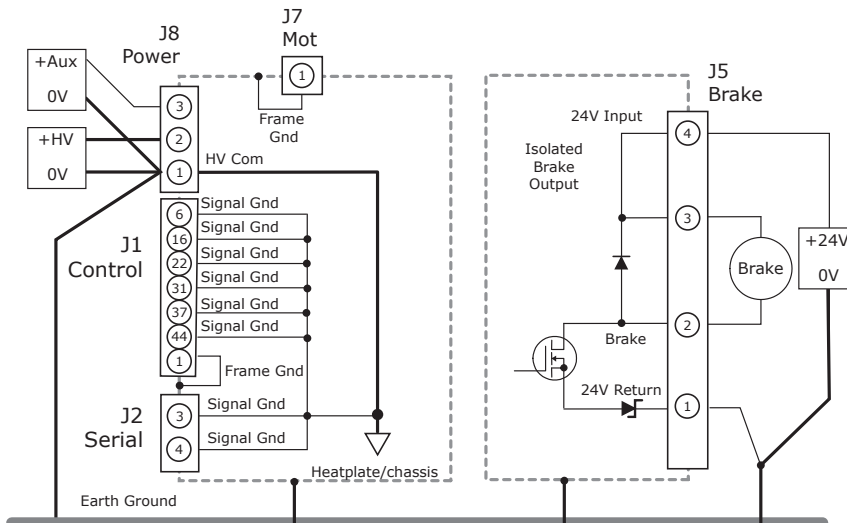 J8
Power
J7
Mot
+Aux
0V
+HV
0V
3
2
1
1
Frame
Gnd
HV Com
J1
Control
6
16
22
31
37
44
1
Signal Gnd
Signal Gnd
Signal Gnd
Signal Gnd
Signal Gnd
Signal Gnd
Frame Gnd
J2
Serial
3
4
Signal Gnd
Signal Gnd
Heatplate/chassis
Earth Ground
J5
Brake
24V Input
Isolated
Brake
Output
4
3
2
1
Brake
24V Return
Brake
+24V
0V